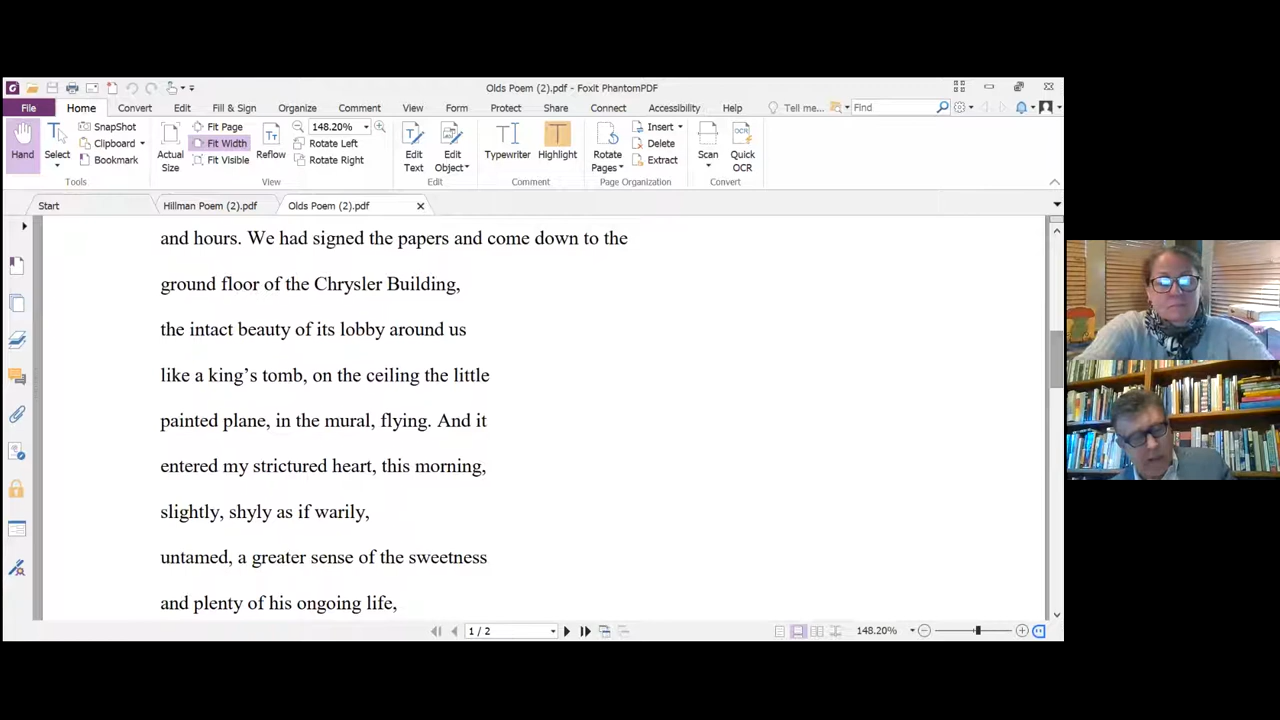 Olds Poem (2).pdf - Foxit PhantomPDF
File Home Convert Edit Fill & Sign Organize Comment View Form Protect Share Connect Accessibility Help Tell me... Find
Hand
Select
SnapShot
Clipboard
Bookmark
Tools
Actual Size
Fit Page
Fit Width
Fit Visible
Reflow
148.20%
Rotate Left
Rotate Right
View
Edit Text
Edit Object
Edit
Typewriter
Highlight
Comment
Rotate Pages
Insert
Delete
Extract
Page Organization
Scan
Quick OCR
Convert
Start Hillman Poem (2).pdf Olds Poem (2).pdf
and hours. We had signed the papers and come down to the
ground floor of the Chrysler Building,
the intact beauty of its lobby around us
like a king’s tomb, on the ceiling the little
painted plane, in the mural, flying. And it
entered my strictured heart, this morning,
slightly, shyly as if warily,
untamed, a greater sense of the sweetness
and plenty of his ongoing life,
1 / 2 148.20%